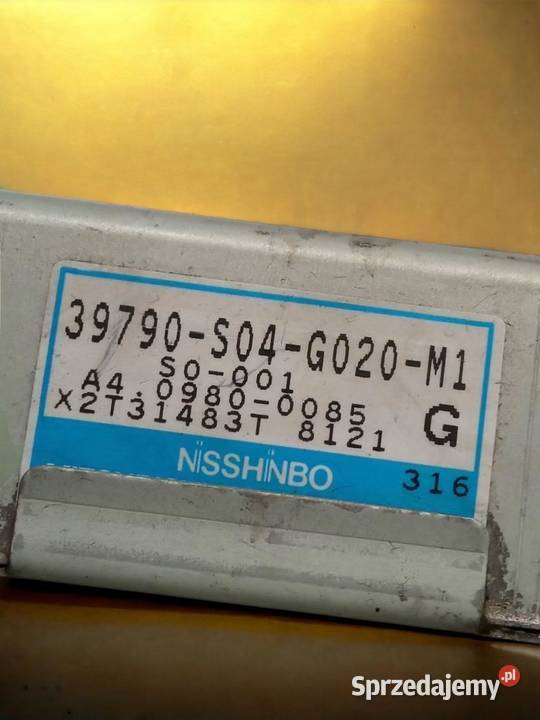 39790-S04-G020-M1
S0-001
A4.0980-0085
X2T31483T 8121
G
NISSHINBO
316
Sprzedajemy.pl